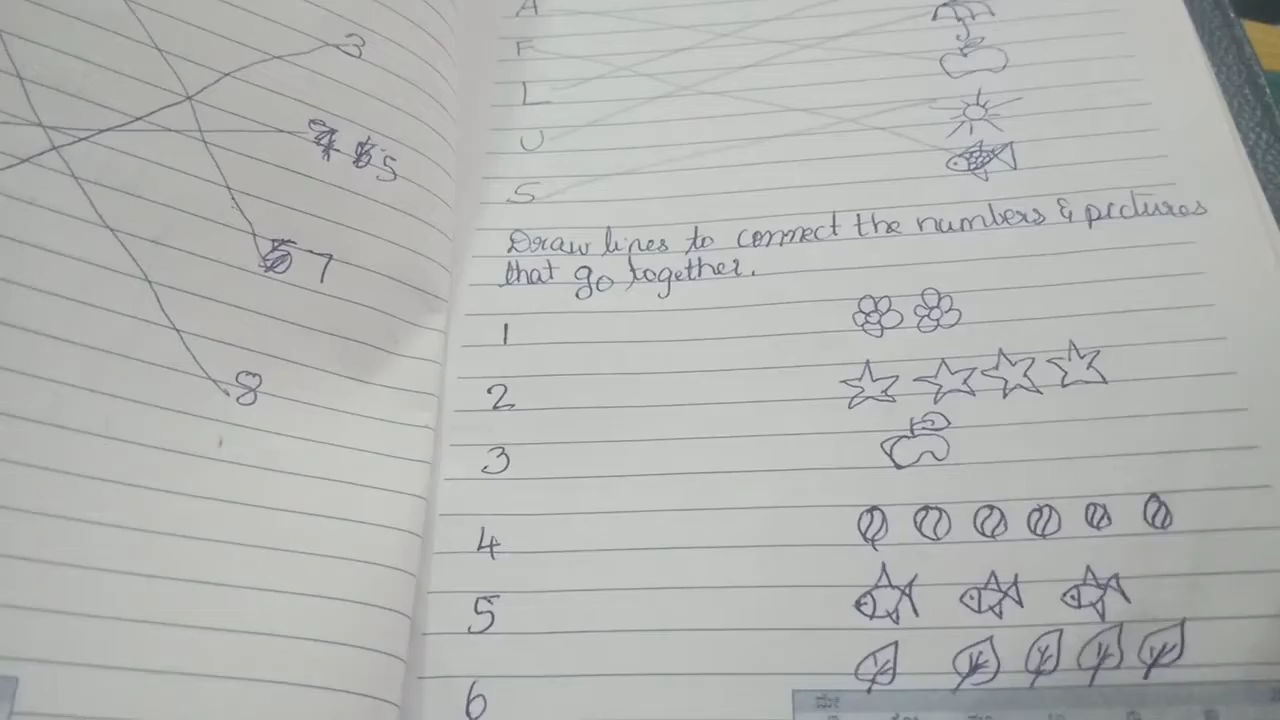 3
5
7
8
A
F
L
U
S
Draw lines to connect the numbers & pictures
that go together.
1
2
3
4
5
6